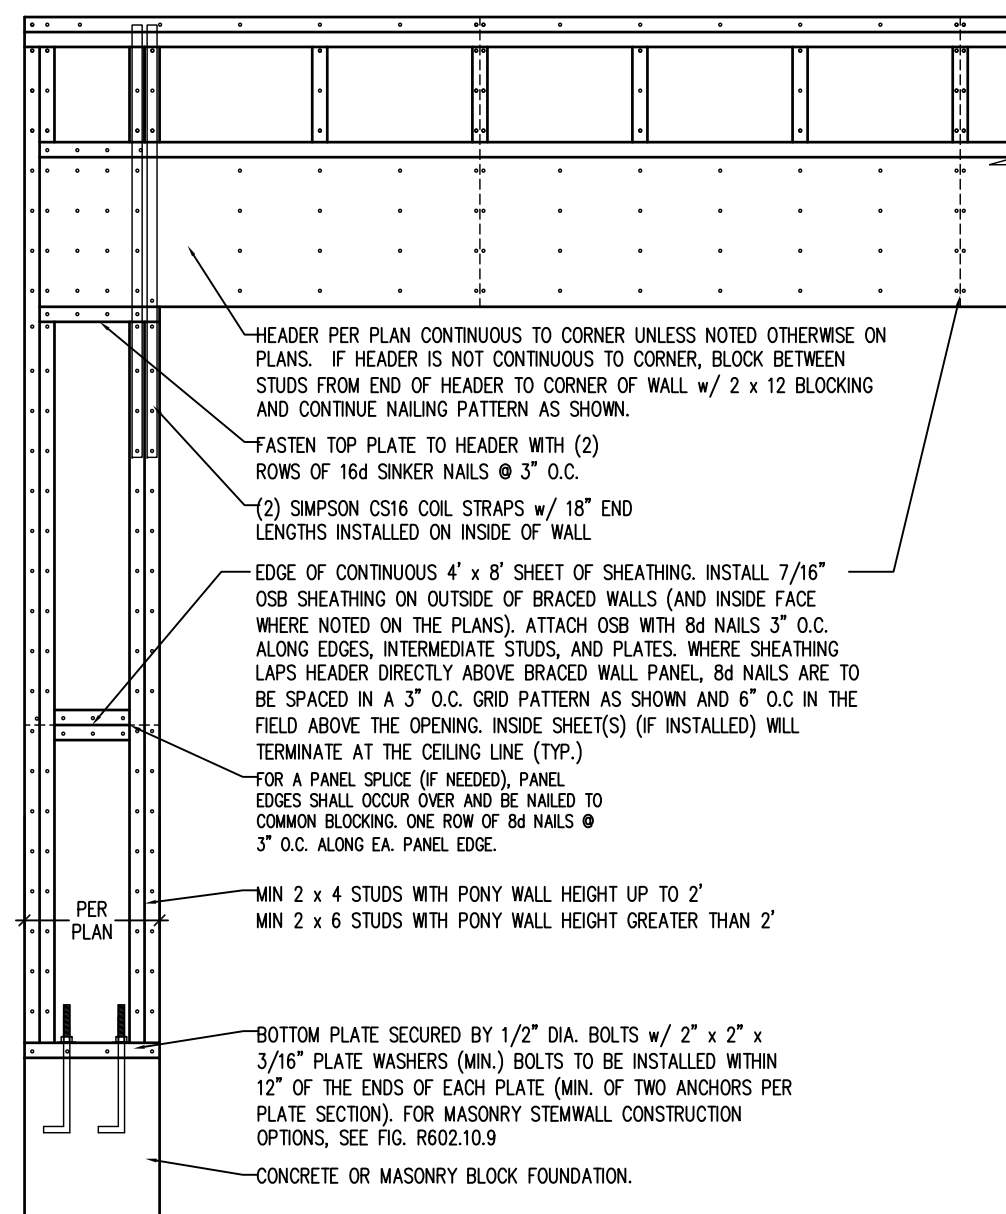 HEADER PER PLAN CONTINUOUS TO CORNER UNLESS NOTED OTHERWISE ON
PLANS. IF HEADER IS NOT CONTINUOUS TO CORNER, BLOCK BETWEEN
STUDS FROM END OF HEADER TO CORNER OF WALL w/ 2 x 12 BLOCKING
AND CONTINUE NAILING PATTERN AS SHOWN.
FASTEN TOP PLATE TO HEADER WITH (2)
ROWS OF 16d SINKER NAILS @ 3" O.C.
(2) SIMPSON CS16 COIL STRAPS w/ 18" END
LENGTHS INSTALLED ON INSIDE OF WALL
EDGE OF CONTINUOUS 4' x 8' SHEET OF SHEATHING. INSTALL 7/16"
OSB SHEATHING ON OUTSIDE OF BRACED WALLS (AND INSIDE FACE
WHERE NOTED ON THE PLANS). ATTACH OSB WITH 8d NAILS 3" O.C.
ALONG EDGES, INTERMEDIATE STUDS, AND PLATES. WHERE SHEATHING
LAPS HEADER DIRECTLY ABOVE BRACED WALL PANEL, 8d NAILS ARE TO
BE SPACED IN A 3" O.C. GRID PATTERN AS SHOWN AND 6" O.C IN THE
FIELD ABOVE THE OPENING. INSIDE SHEET(S) (IF INSTALLED) WILL
TERMINATE AT THE CEILING LINE (TYP.)
FOR A PANEL SPLICE (IF NEEDED), PANEL
EDGES SHALL OCCUR OVER AND BE NAILED TO
COMMON BLOCKING. ONE ROW OF 8d NAILS @
3" O.C. ALONG EA. PANEL EDGE.
MIN 2 x 4 STUDS WITH PONY WALL HEIGHT UP TO 2'
MIN 2 x 6 STUDS WITH PONY WALL HEIGHT GREATER THAN 2'
PER
PLAN
BOTTOM PLATE SECURED BY 1/2" DIA. BOLTS w/ 2" x 2" x
3/16" PLATE WASHERS (MIN.) BOLTS TO BE INSTALLED WITHIN
12" OF THE ENDS OF EACH PLATE (MIN. OF TWO ANCHORS PER
PLATE SECTION). FOR MASONRY STEMWALL CONSTRUCTION
OPTIONS, SEE FIG. R602.10.9
CONCRETE OR MASONRY BLOCK FOUNDATION.